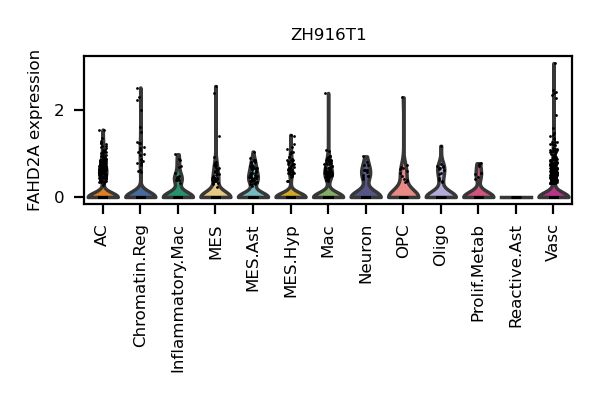 ZH916T1
FAHD2A expression
2
0
AC
Chromatin.Reg
Inflammatory.Mac
MES
MES.Ast
MES.Hyp
Mac
Neuron
OPC
Oligo
Prolif.Metab
Reactive.Ast
Vasc